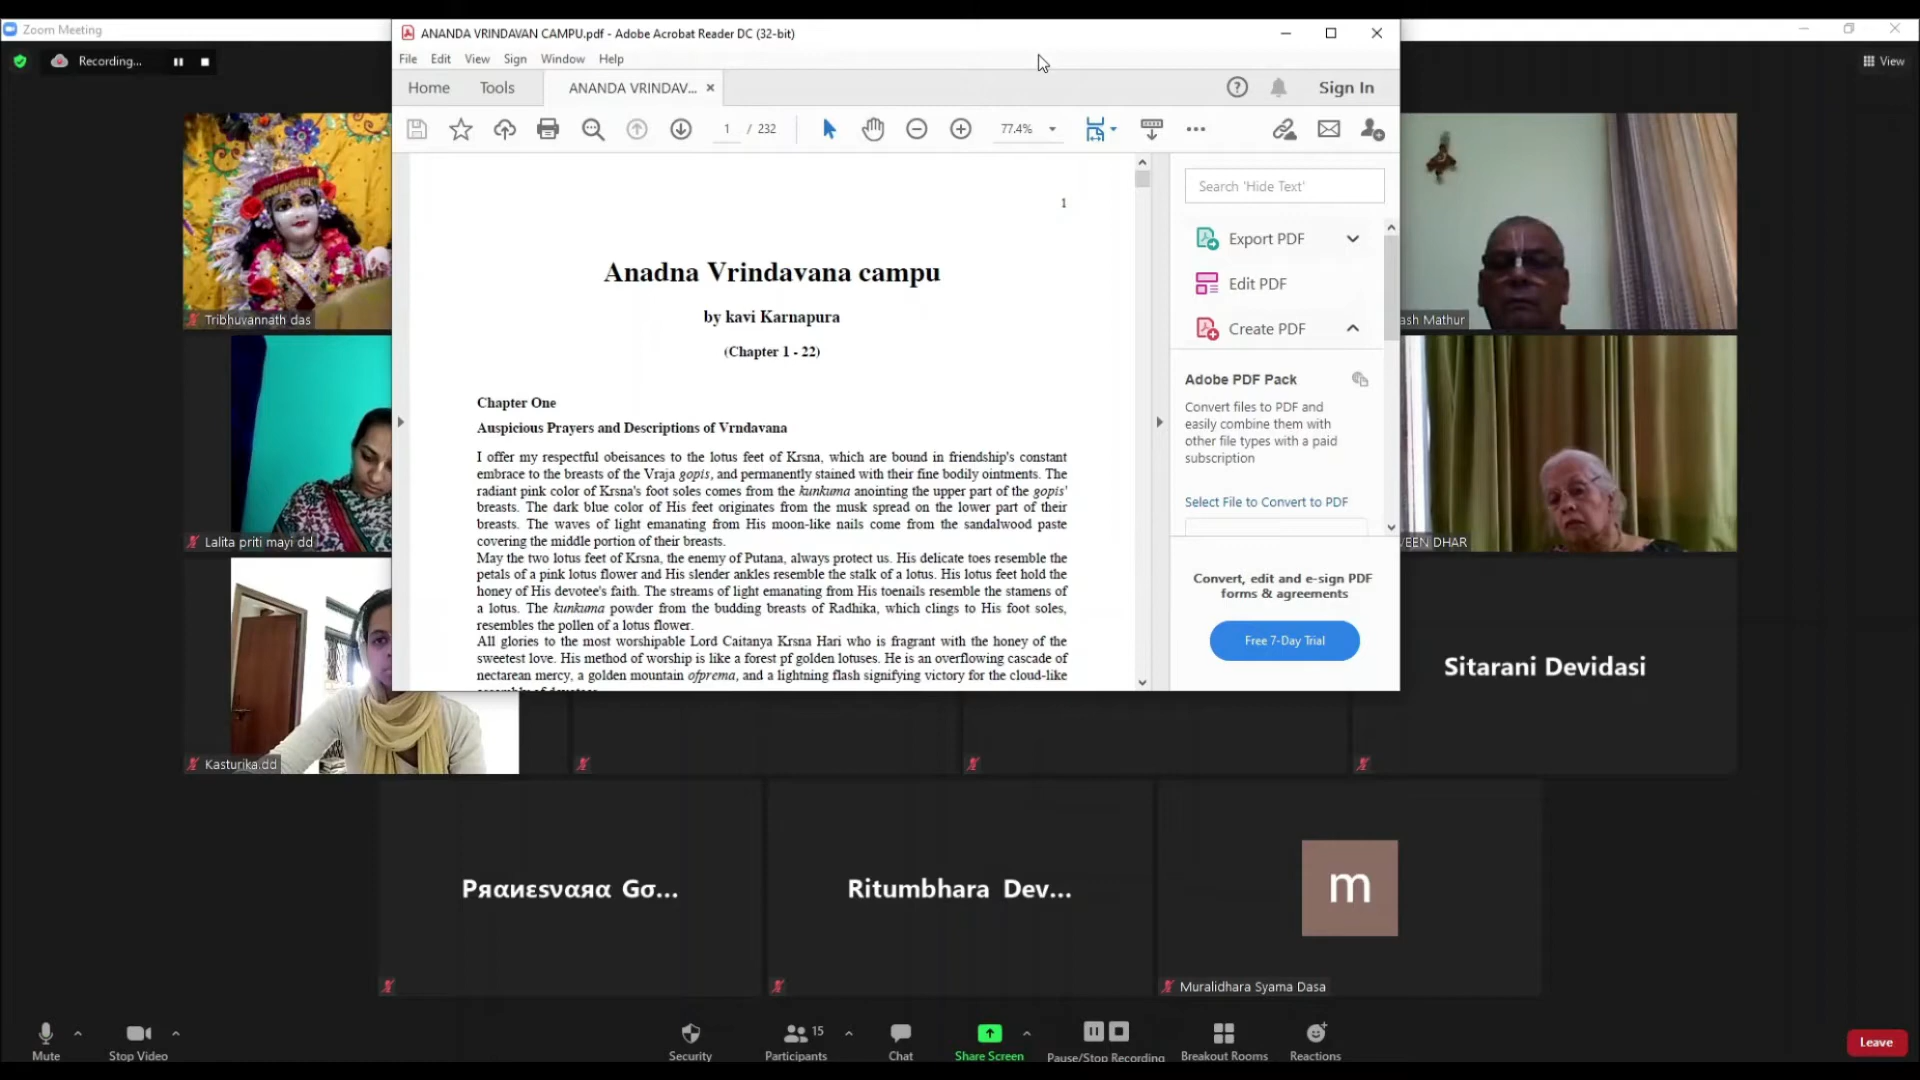 Zoom Meeting
Recording...
View
ANANDA VRINDAVAN CAMPU.pdf - Adobe Acrobat Reader DC (32-bit)
File Edit View Sign Window Help
Home Tools ANANDA VRINDAV... Sign In
1 / 232 77.4%
1
Anadna Vrindavana campu
by kavi Karnapura
(Chapter 1 - 22)
Chapter One
Auspicious Prayers and Descriptions of Vrndavana
I offer my respectful obeisances to the lotus feet of Krsna, which are bound in friendship's constant
embrace to the breasts of the Vraja gopis, and permanently stained with their fine bodily ointments. The
radiant pink color of Krsna's foot soles comes from the kunkuma anointing the upper part of the gopis'
breasts. The dark blue color of His feet originates from the musk spread on the lower part of their
breasts. The waves of light emanating from His moon-like nails come from the sandalwood paste
covering the middle portion of their breasts.
May the two lotus feet of Krsna, the enemy of Putana, always protect us. His delicate toes resemble the
petals of a pink lotus flower and His slender ankles resemble the stalk of a lotus. His lotus feet hold the
honey of His devotee's faith. The streams of light emanating from His toenails resemble the stamens of
a lotus. The kunkuma powder from the budding breasts of Radhika, which clings to His foot soles,
resembles the pollen of a lotus flower.
All glories to the most worshipable Lord Caitanya Krsna Hari who is fragrant with the honey of the
sweetest love. His method of worship is like a forest pf golden lotuses. He is an overflowing cascade of
nectarean mercy, a golden mountain ofprema, and a lightning flash signifying victory for the cloud-like
Search 'Hide Text'
Export PDF
Edit PDF
Create PDF
Adobe PDF Pack
Convert files to PDF and
easily combine them with
other file types with a paid
subscription
Select File to Convert to PDF
Convert, edit and e-sign PDF
forms & agreements
Free 7-Day Trial
Tribhuvannath das
ash Mathur
Lalita priti mayi dd
VEEN DHAR
Kasturika.dd
Sitarani Devidasi
Pяαиεsναяα Gσ...
Ritumbhara Dev...
m
Muralidhara Syama Dasa
Mute
Stop Video
Security
15
Participants
Chat
Share Screen
Pause/Stop Recording
Breakout Rooms
Reactions
Leave